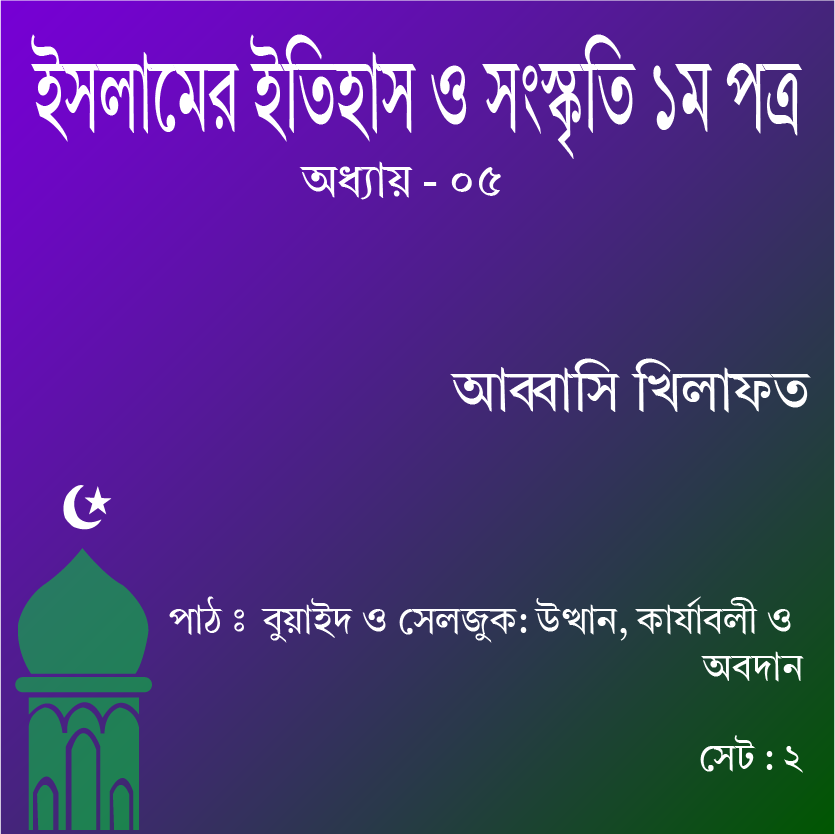 ইসলামের ইতিহাস ও সংস্কৃতি ১ম পত্র
অধ্যায় - ০৫
আব্বাসি খিলাফত
পাঠ ঃ বুয়াইদ ও সেলজুক: উত্থান, কার্যাবলী ও
অবদান
সেট : ২